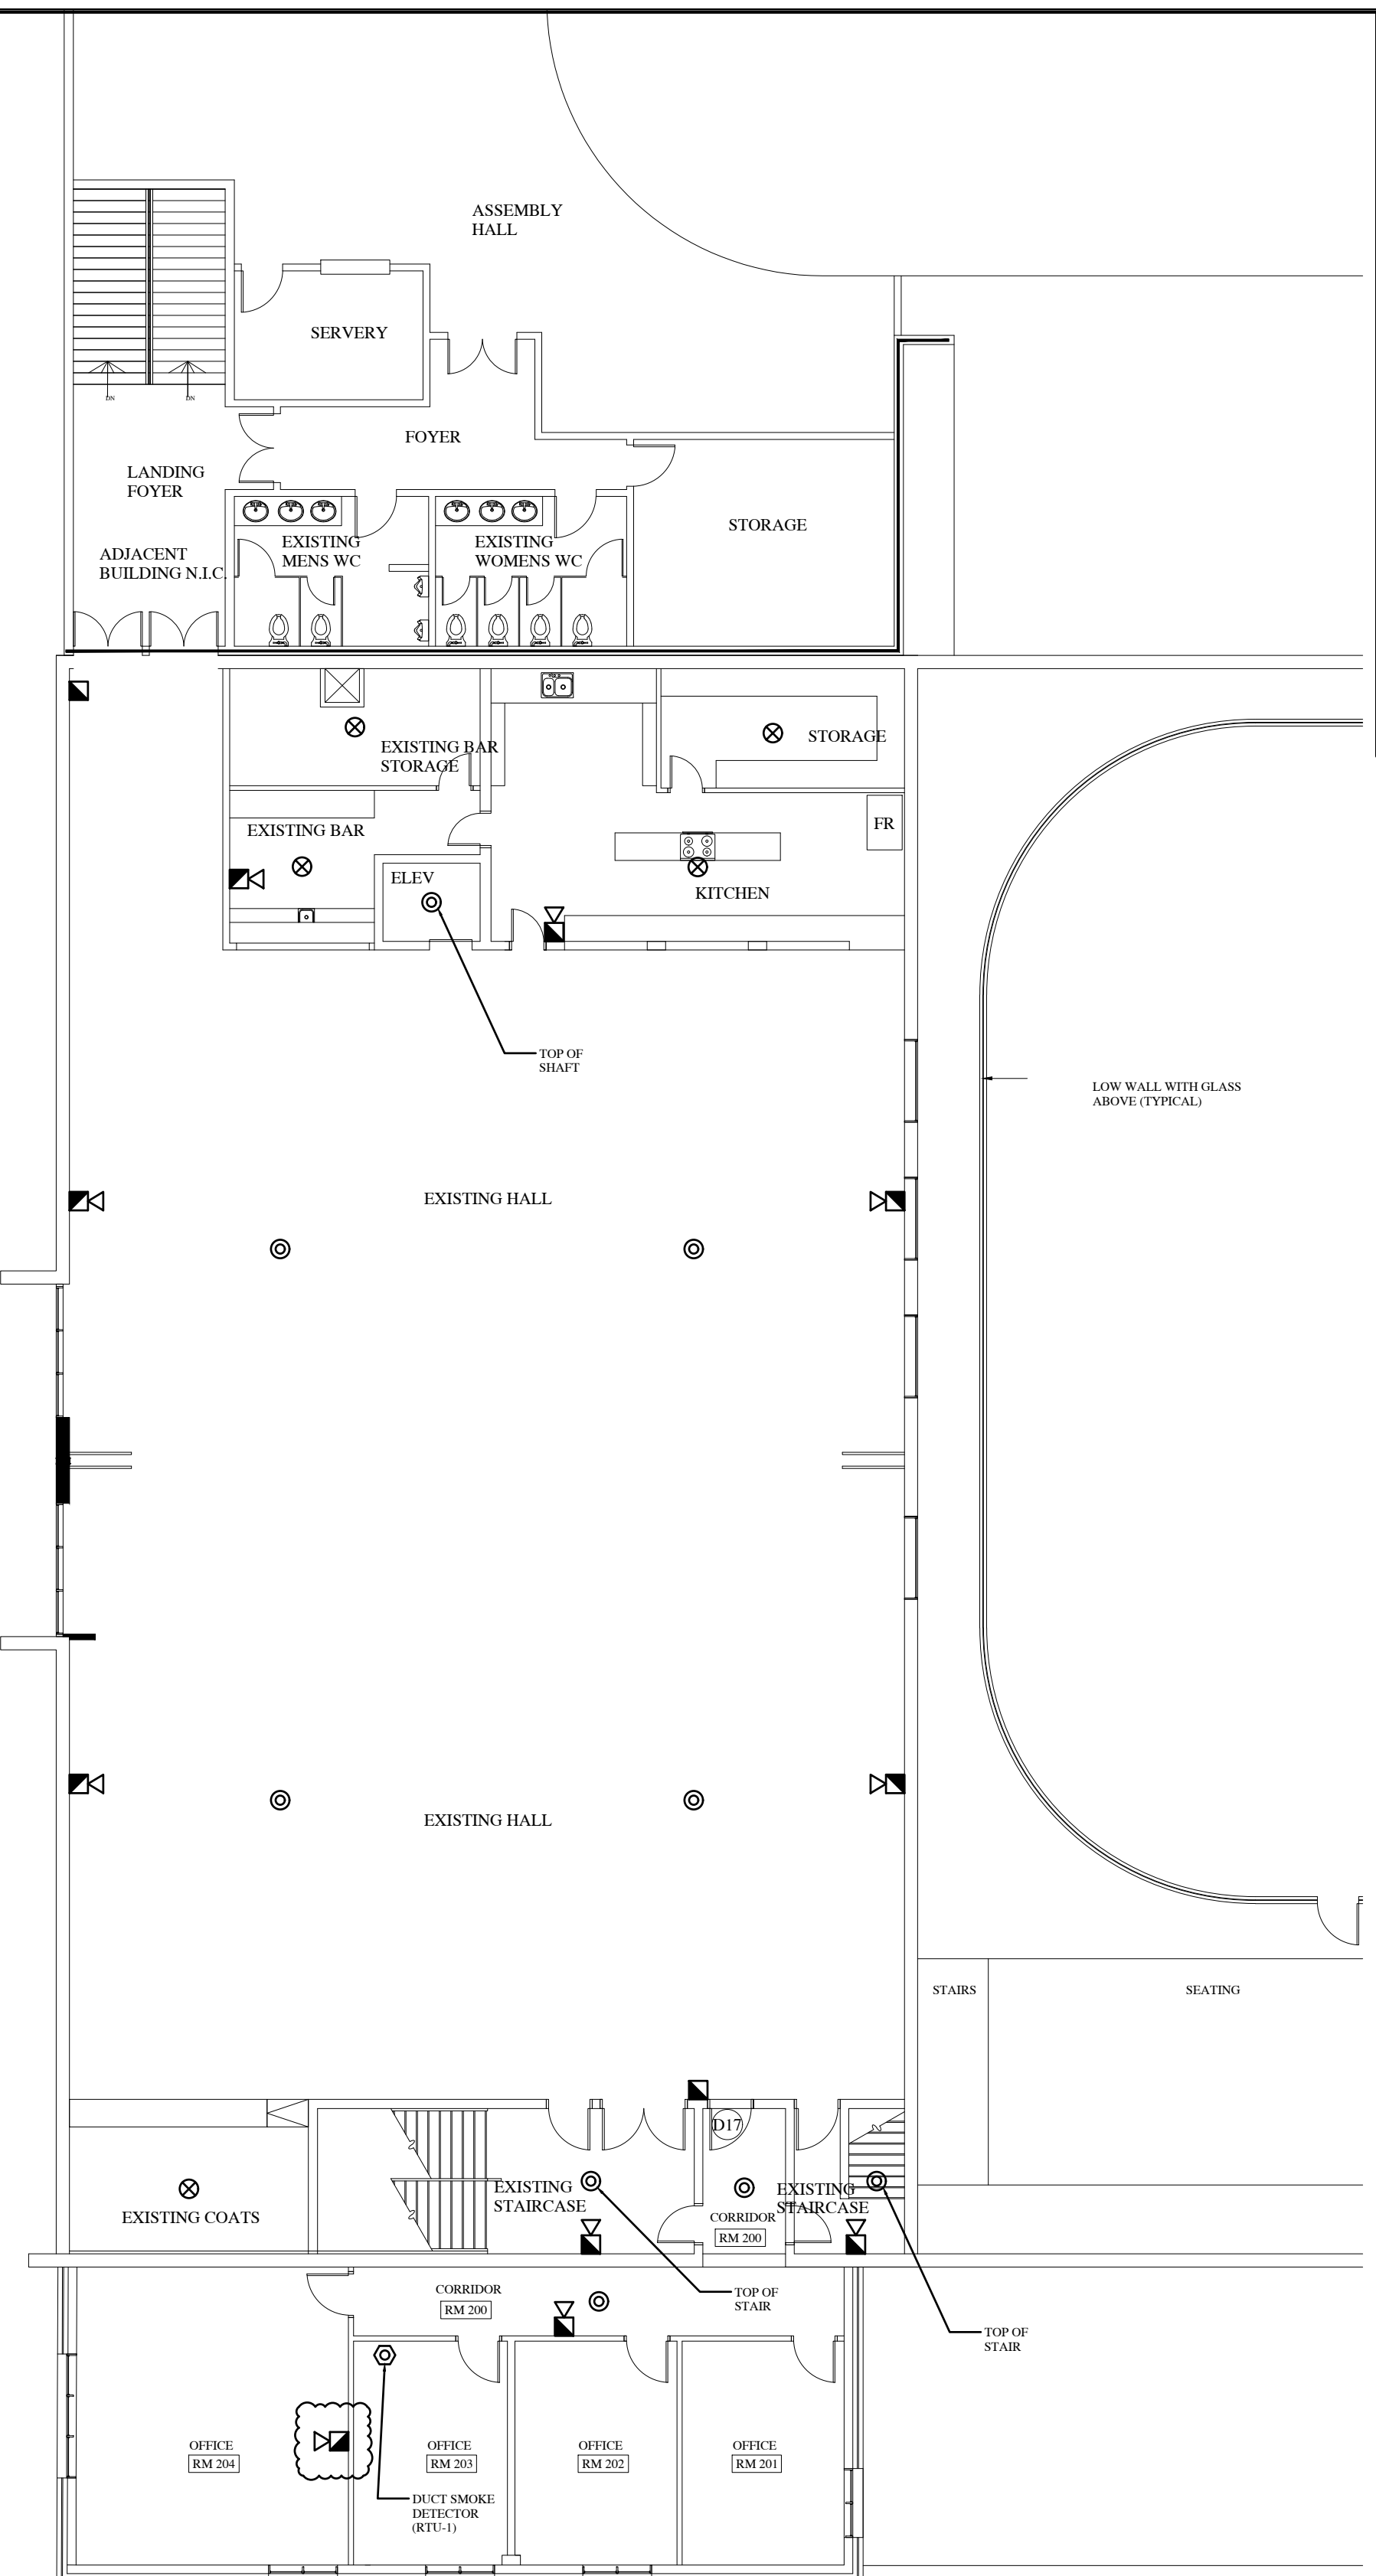 ASSEMBLY
HALL
SERVERY
DN
DN
FOYER
LANDING
FOYER
STORAGE
EXISTING
MENS WC
EXISTING
WOMENS WC
ADJACENT
BUILDING N.I.C.
EXISTING BAR
STORAGE
STORAGE
EXISTING BAR
FR
ELEV
KITCHEN
TOP OF
SHAFT
LOW WALL WITH GLASS
ABOVE (TYPICAL)
EXISTING HALL
EXISTING HALL
STAIRS
SEATING
D17
EXISTING
STAIRCASE
EXISTING
STAIRCASE
EXISTING COATS
CORRIDOR
RM 200
CORRIDOR
RM 200
TOP OF
STAIR
TOP OF
STAIR
OFFICE
RM 204
OFFICE
RM 203
OFFICE
RM 202
OFFICE
RM 201
DUCT SMOKE
DETECTOR
(RTU-1)